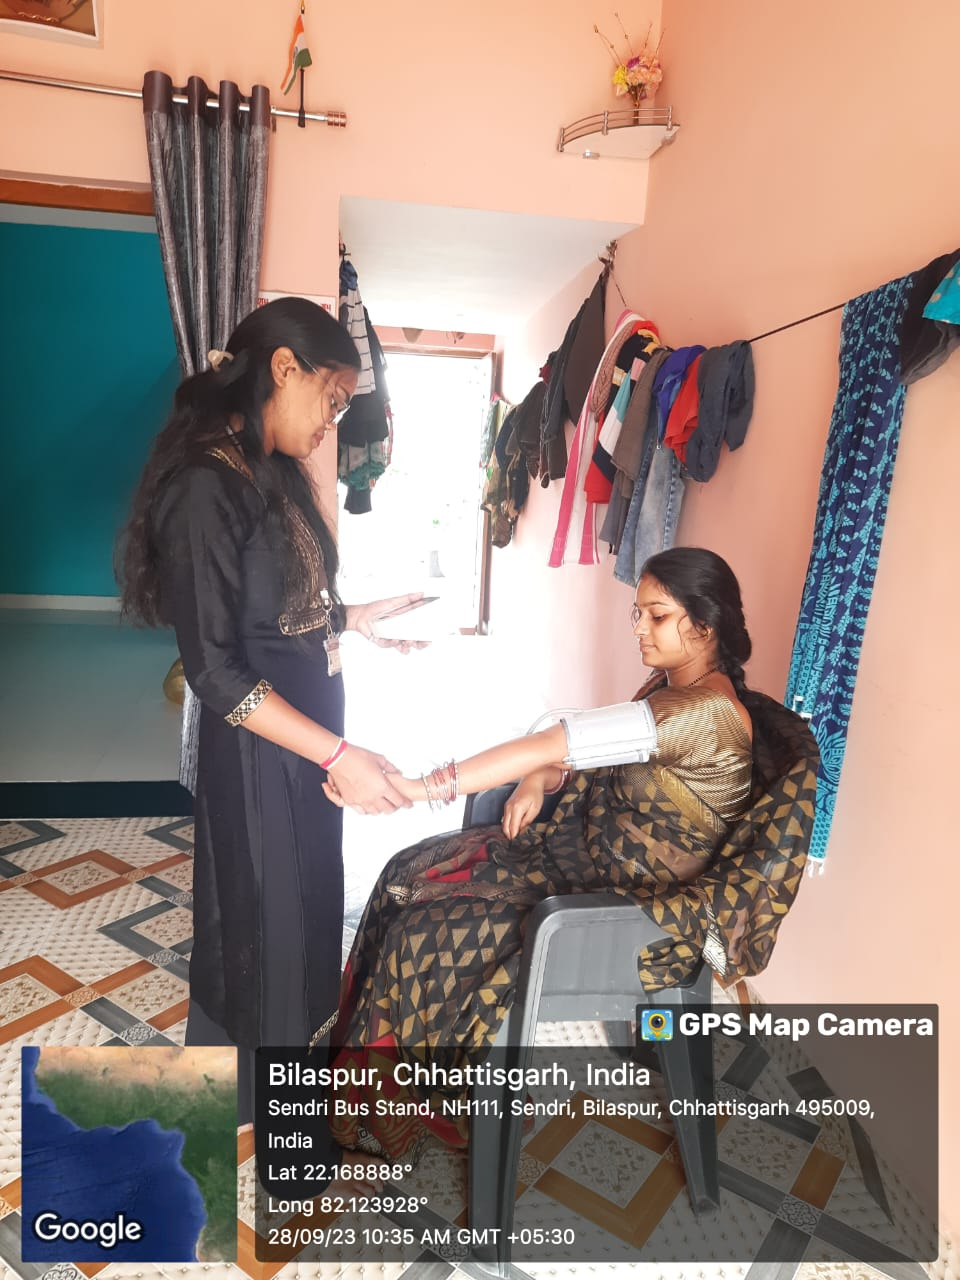 GPS Map Camera
Bilaspur, Chhattisgarh, India
Sendri Bus Stand, NH111, Sendri, Bilaspur, Chhattisgarh 495009,
India
Lat 22.168888°
Long 82.123928°
28/09/23 10:35 AM GMT +05:30
Google